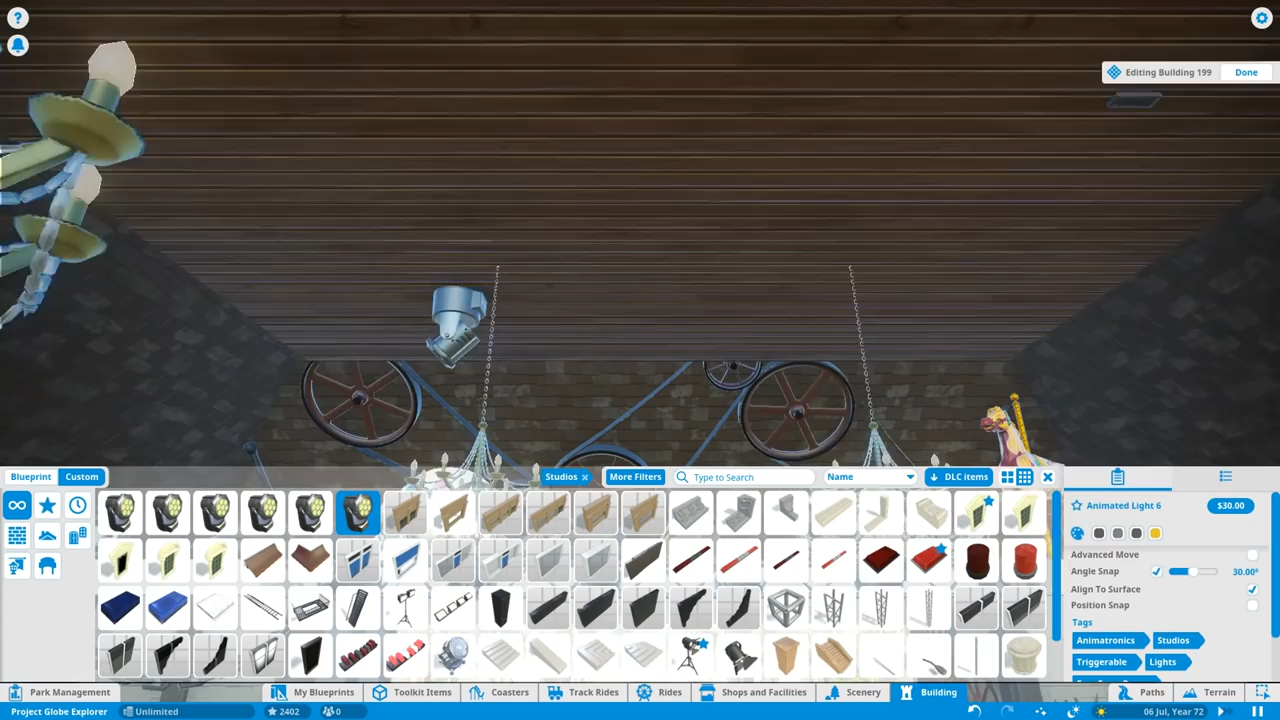 ?
Editing Building 199 Done
Blueprint Custom Studios × More Filters Type to Search Name DLC items
Animated Light 6 $30.00
Advanced Move
Angle Snap 30.00°
Align To Surface
Position Snap
Tags
Animatronics Studios
Triggerable Lights
Park Management My Blueprints Toolkit Items Coasters Track Rides Rides Shops and Facilities Scenery Building Paths Terrain
Project Globe Explorer Unlimited 2402 0 06 Jul, Year 72